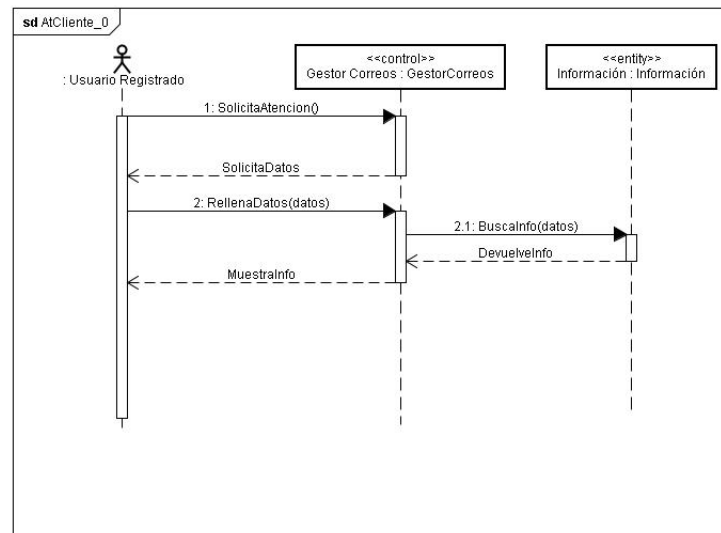 sd AtCliente_0
: Usuario Registrado
<<control>>
Gestor Correos : GestorCorreos
<<entity>>
Información : Información
1: SolicitaAtencion()
SolicitaDatos
2: RellenaDatos(datos)
2.1: BuscaInfo(datos)
DevuelveInfo
MuestraInfo